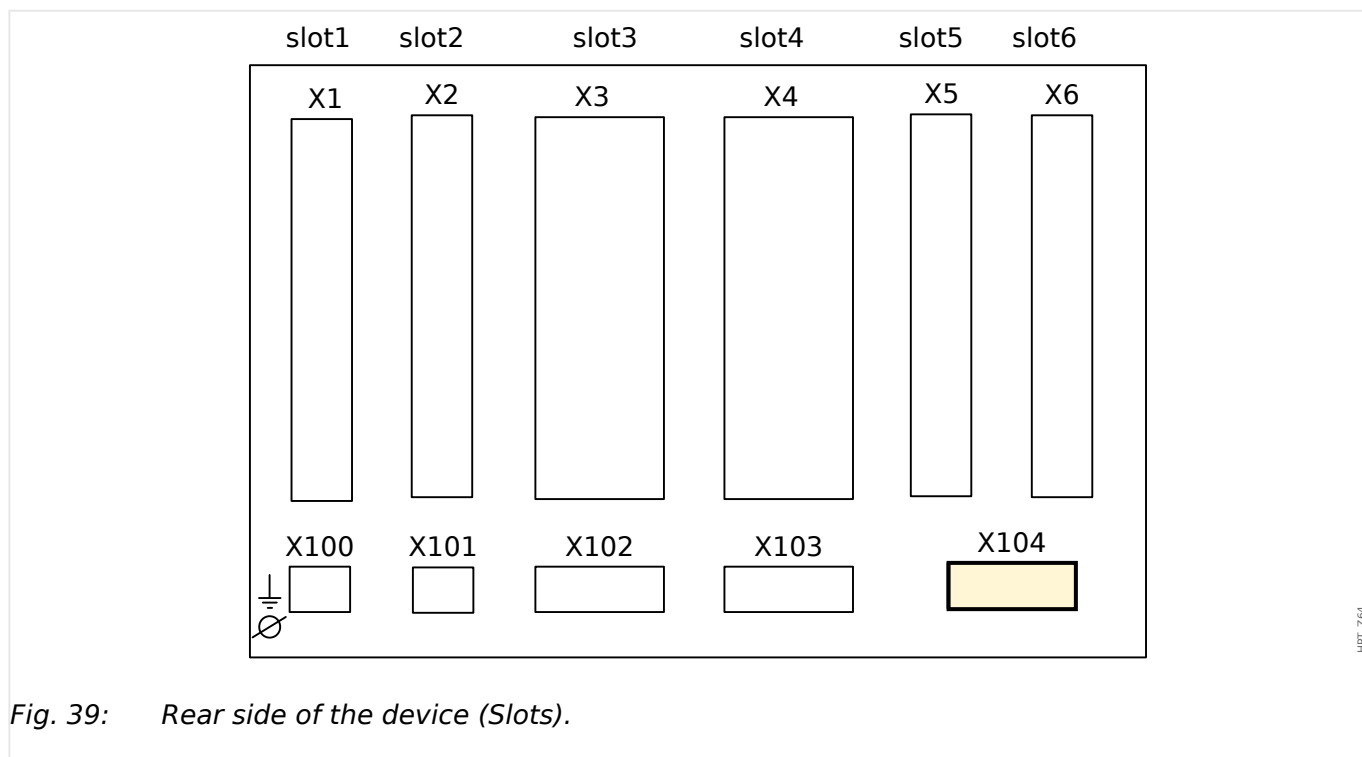 slot1 slot2 slot3 slot4 slot5 slot6
X1 X2 X3 X4 X5 X6
X100 X101 X102 X103 X104
Fig. 39: Rear side of the device (Slots).